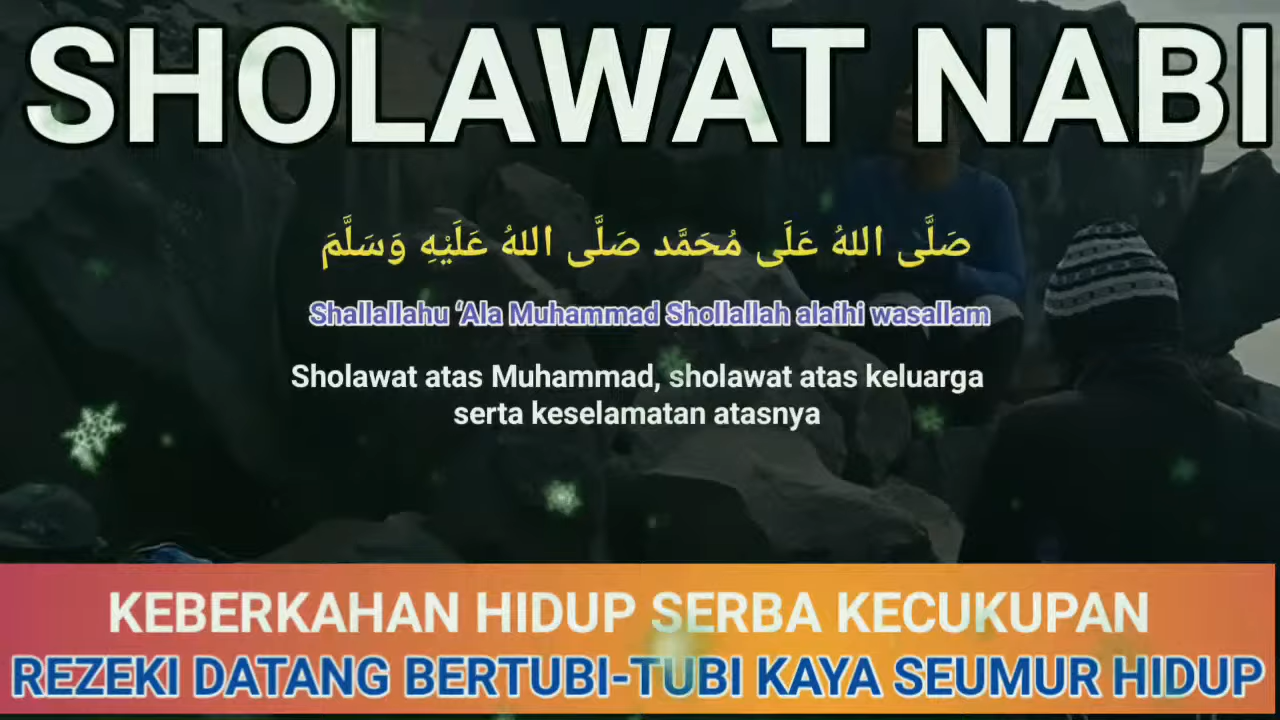 SHOLAWAT NABI
صَلَّى اللهُ عَلَى مُحَمَّد صَلَّى اللهُ عَلَيْهِ وَسَلَّمَ
Shallallahu ‘Ala Muhammad Shollallah alaihi wasallam
Sholawat atas Muhammad, sholawat atas keluarga
serta keselamatan atasnya
KEBERKAHAN HIDUP SERBA KECUKUPAN
REZEKI DATANG BERTUBI-TUBI KAYA SEUMUR HIDUP